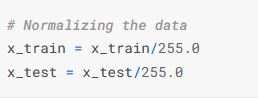 # Normalizing the data
x_train = x_train/255.0
x_test = x_test/255.0